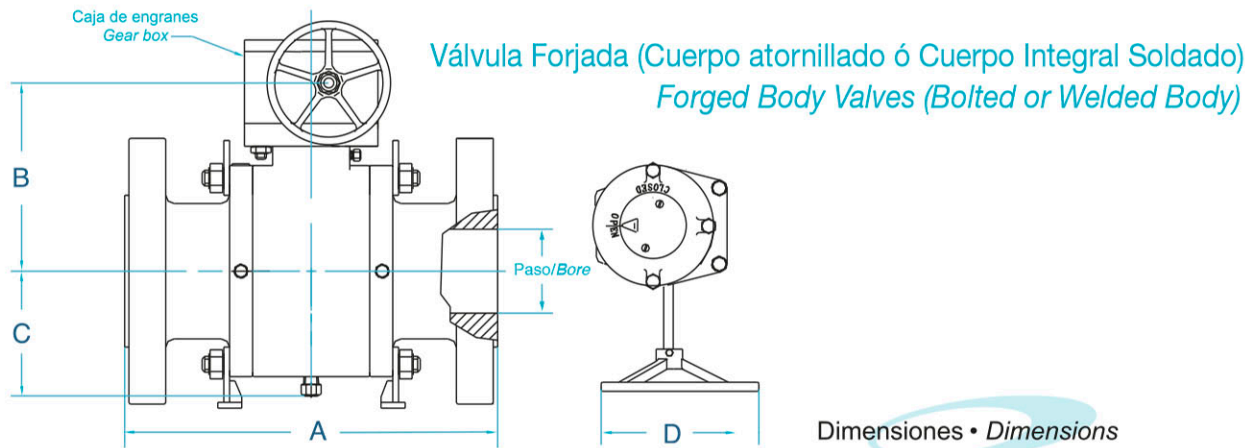 Caja de engranes
Gear box
Válvula Forjada (Cuerpo atornillado ó Cuerpo Integral Soldado)
Forged Body Valves (Bolted or Welded Body)
B
CLOSED
OPEN
Paso/Bore
C
A
D
Dimensiones • Dimensions